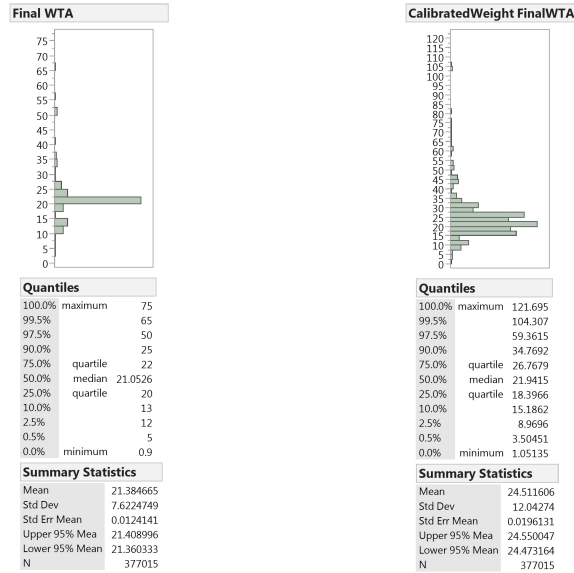 Final WTA
75
70
65
60
55
50
45
40
35
30
25
20
15
10
5
0
Quantiles
100.0% maximum 75
99.5% 65
97.5% 50
90.0% 25
75.0% quartile 22
50.0% median 21.0526
25.0% quartile 20
10.0% 13
2.5% 12
0.5% 5
0.0% minimum 0.9
Summary Statistics
Mean 21.384665
Std Dev 7.6224749
Std Err Mean 0.0124141
Upper 95% Mea 21.408996
Lower 95% Mean 21.360333
N 377015
CalibratedWeight FinalWTA
120
115
110
105
100
95
90
85
80
75
70
65
60
55
50
45
40
35
30
25
20
15
10
5
0
Quantiles
100.0% maximum 121.695
99.5% 104.307
97.5% 59.3615
90.0% 34.7692
75.0% quartile 26.7679
50.0% median 21.9415
25.0% quartile 18.3966
10.0% 15.1862
2.5% 8.9696
0.5% 3.50451
0.0% minimum 1.05135
Summary Statistics
Mean 24.511606
Std Dev 12.04274
Std Err Mean 0.0196131
Upper 95% Mea 24.550047
Lower 95% Mean 24.473164
N 377015